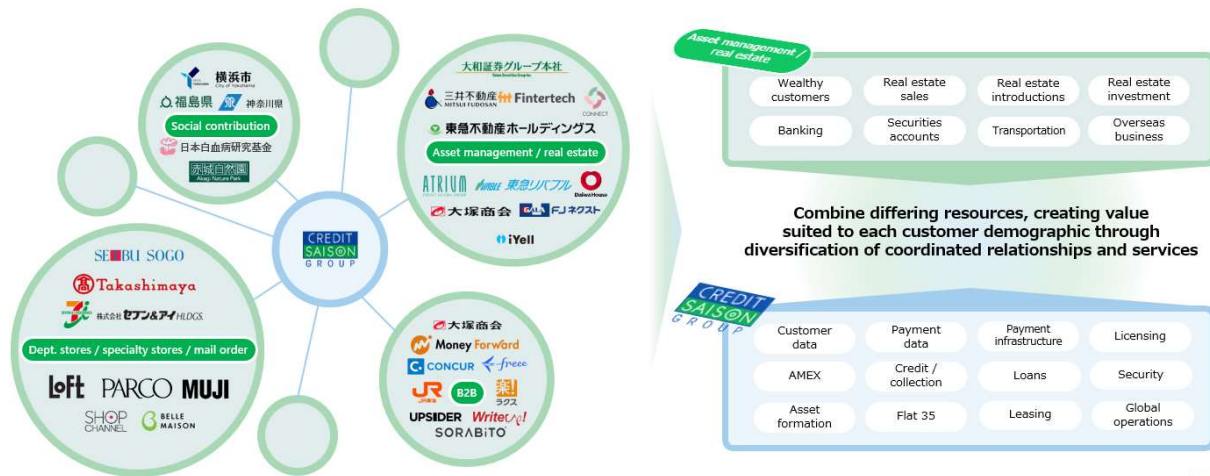 横浜市
City of Yokohama
福島県
神奈川県
Social contribution
日本白血病研究基金
赤城自然園
Akagi Nature Park
大和証券グループ本社
Daiwa Securities Group Inc.
三井不動産
MITSUI FUDOSAN
Fintertech
CONNECT
東急不動産ホールディングス
Asset management / real estate
ATRIUM
東急リバブル
DaiwaHouse
大塚商会
GALA
FJネクスト
iYell
CREDIT
SAISON
GROUP
SEIBU SOGO
Takashimaya
株式会社セブン&アイHLDGS.
Dept. stores / specialty stores / mail order
LOFT
PARCO
MUJI
SHOP
CHANNEL
BELLE
MAISON
大塚商会
Money Forward
CONCUR
freee
JR
B2B
楽!
ラクス
UPSIDER
WriteUp!
SORABITO
Asset management /
real estate
Wealthy
customers
Real estate
sales
Real estate
introductions
Real estate
investment
Banking
Securities
accounts
Transportation
Overseas
business
Combine differing resources, creating value
suited to each customer demographic through
diversification of coordinated relationships and services
CREDIT
SAISON
GROUP
Customer
data
Payment
data
Payment
infrastructure
Licensing
AMEX
Credit /
collection
Loans
Security
Asset
formation
Flat 35
Leasing
Global
operations